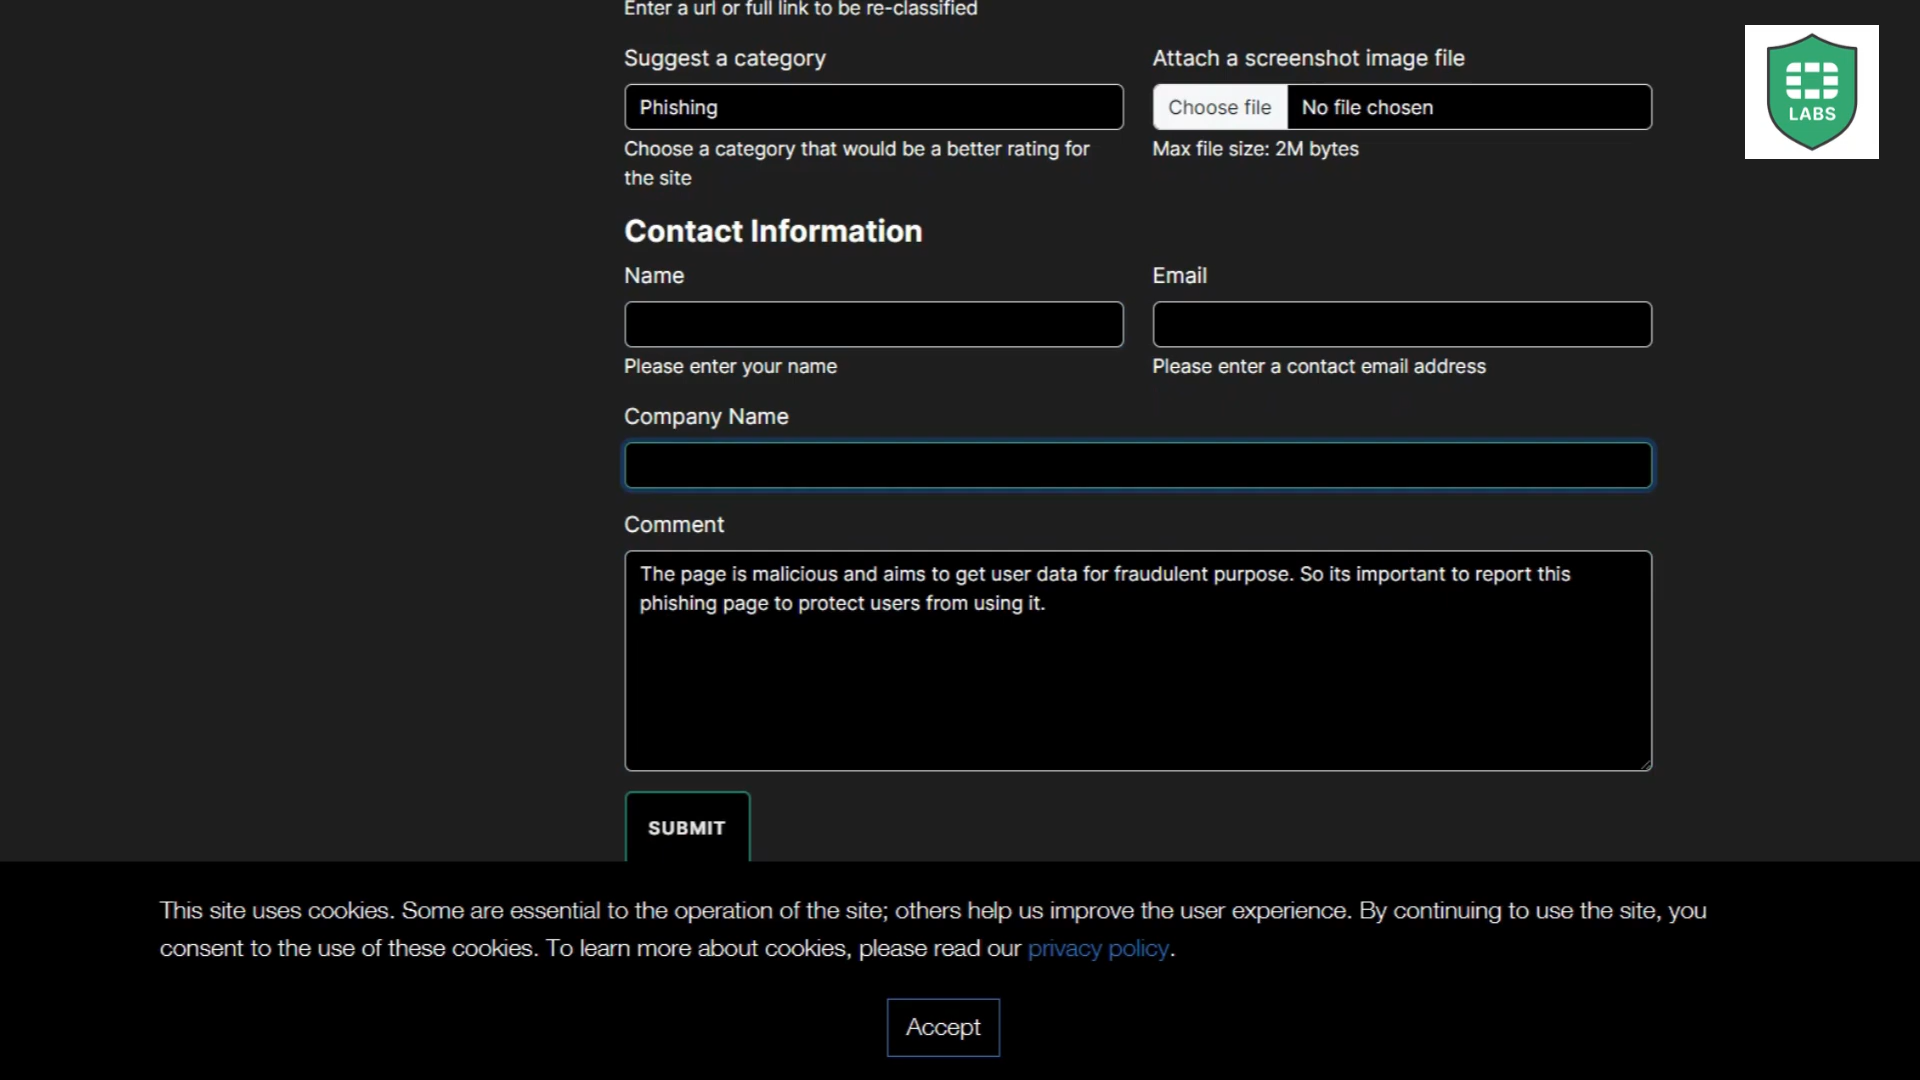 Enter a url or full link to be re-classified
Suggest a category
Attach a screenshot image file
Phishing
Choose file
No file chosen
Choose a category that would be a better rating for
the site
Max file size: 2M bytes
LABS
Contact Information
Name
Email
Please enter your name
Please enter a contact email address
Company Name
Comment
The page is malicious and aims to get user data for fraudulent purpose. So its important to report this
phishing page to protect users from using it.
SUBMIT
This site uses cookies. Some are essential to the operation of the site; others help us improve the user experience. By continuing to use the site, you
consent to the use of these cookies. To learn more about cookies, please read our privacy policy.
Accept